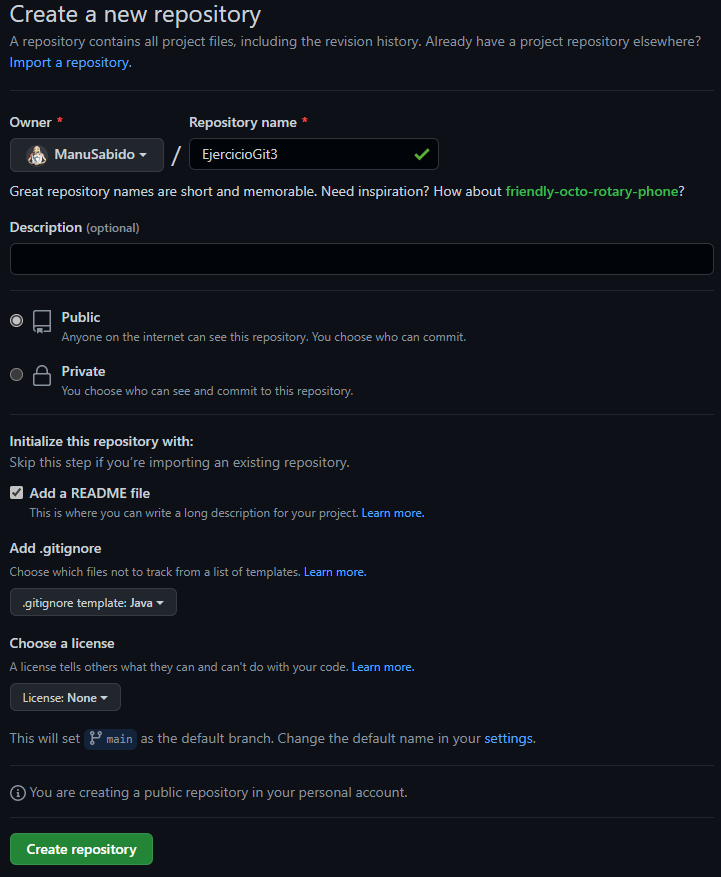 Create a new repository
A repository contains all project files, including the revision history. Already have a project repository elsewhere?
Import a repository.
Owner *
Repository name *
ManuSabido
/
EjercicioGit3
Great repository names are short and memorable. Need inspiration? How about friendly-octo-rotary-phone?
Description (optional)
Public
Anyone on the internet can see this repository. You choose who can commit.
Private
You choose who can see and commit to this repository.
Initialize this repository with:
Skip this step if you're importing an existing repository.
Add a README file
This is where you can write a long description for your project. Learn more.
Add .gitignore
Choose which files not to track from a list of templates. Learn more.
.gitignore template: Java
Choose a license
A license tells others what they can and can't do with your code. Learn more.
License: None
This will set main as the default branch. Change the default name in your settings.
You are creating a public repository in your personal account.
Create repository